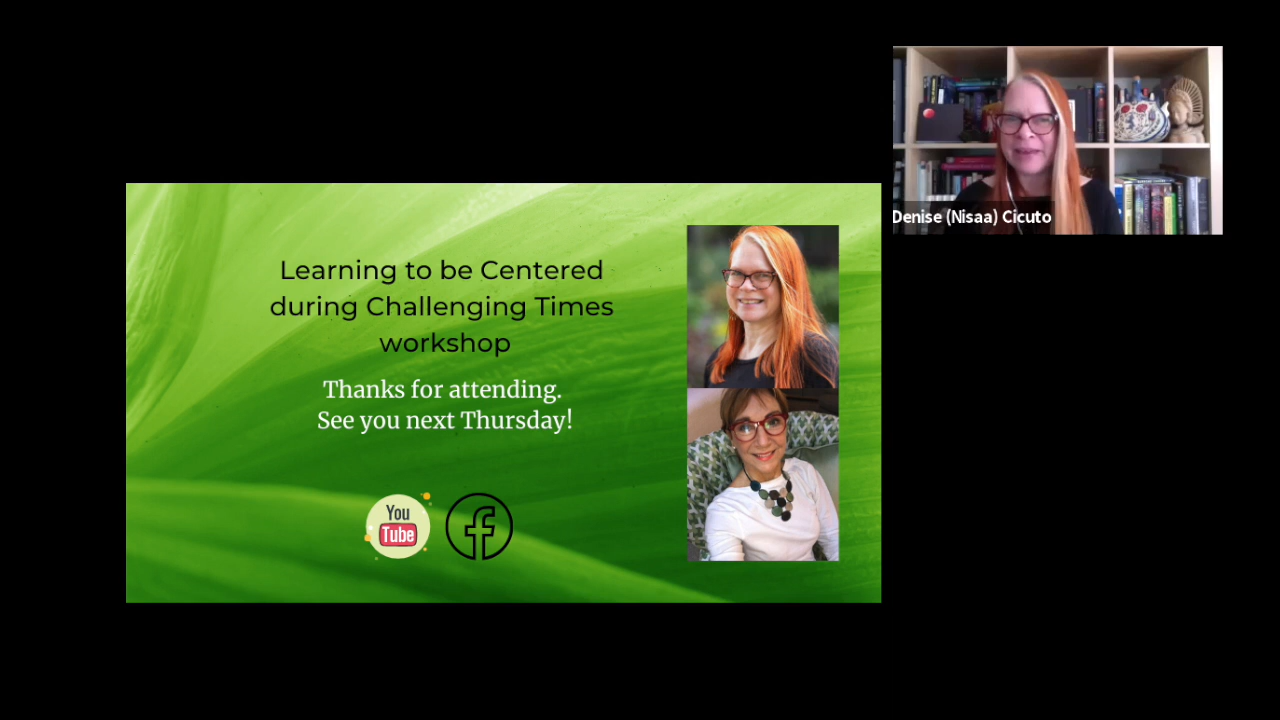 Learning to be Centered
during Challenging Times
workshop
Thanks for attending.
See you next Thursday!
You
Tube
Denise (Nisaa) Cicuto